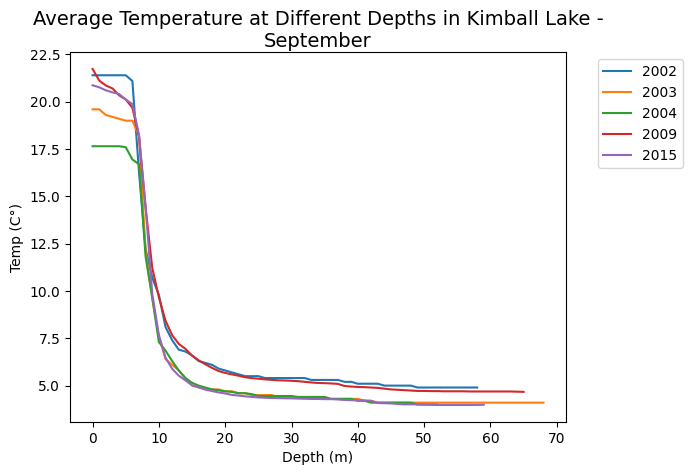 Average Temperature at Different Depths in Kimball Lake -
September
22.5
20.0
17.5
15.0
12.5
10.0
7.5
5.0
Temp (C°)
0 10 20 30 40 50 60 70
Depth (m)
2002
2003
2004
2009
2015